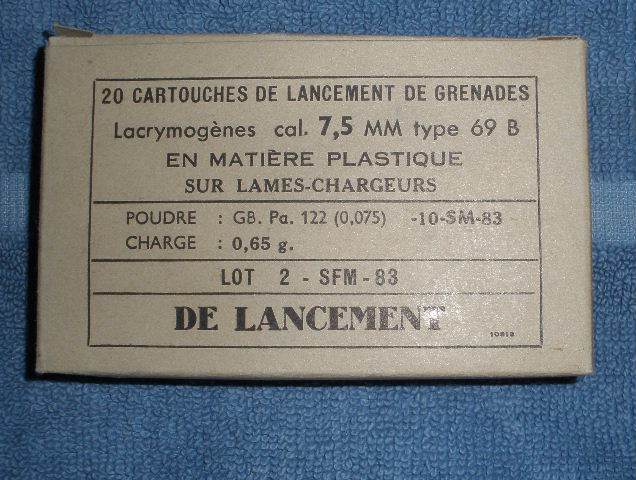 20 CARTOUCHES DE LANCEMENT DE GRENADES
Lacrymogènes cal. 7,5 MM type 69 B
EN MATIÈRE PLASTIQUE
SUR LAMES-CHARGEURS
POUDRE : GB. Pa. 122 (0,075) -10-SM-83
CHARGE : 0,65 g.
LOT 2 - SFM - 83
DE LANCEMENT